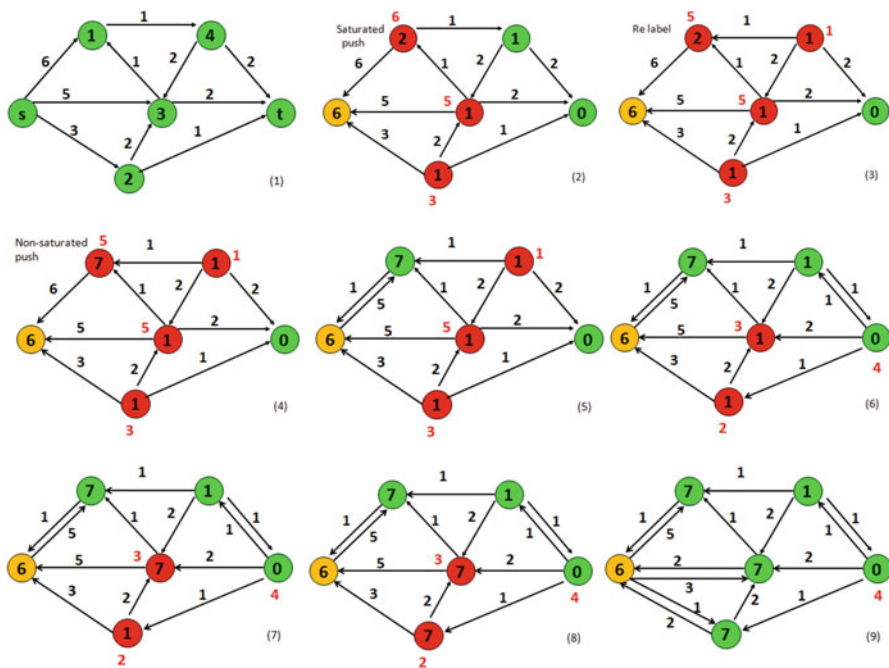 1
1 4
6 1 2 2
s 5 3 2 t
3 2 1
2
(1)
6
Saturated
push
2 1 1
6 1 2 2
6 5 5 1 2 0
3 2 1
1
3
(2)
5
Re label
2 1 1 1
6 1 2 2
6 5 5 1 2 0
3 2 1
1
3
(3)
Non-saturated
push
5
7 1 1 1
6 1 2 2
6 5 5 1 2 0
3 2 1
1
3
(4)
7 1 1 1
1 5 1 2 2
6 5 5 1 2 0
3 2 1
1
3
(5)
7 1 1
1 5 1 2 1 1
6 5 3 1 2 0
4
3 2 1
1
2
(6)
7 1 1
1 5 1 2 1 1
6 5 3 7 2 0
4
3 2 1
1
2
(7)
7 1 1
1 5 1 2 1 1
6 5 3 7 2 0
4
3 2 1
7
2
(8)
7 1 1
1 5 1 2 1 1
6 2 7 2 0
3
4
1 2 2 1
7
(9)